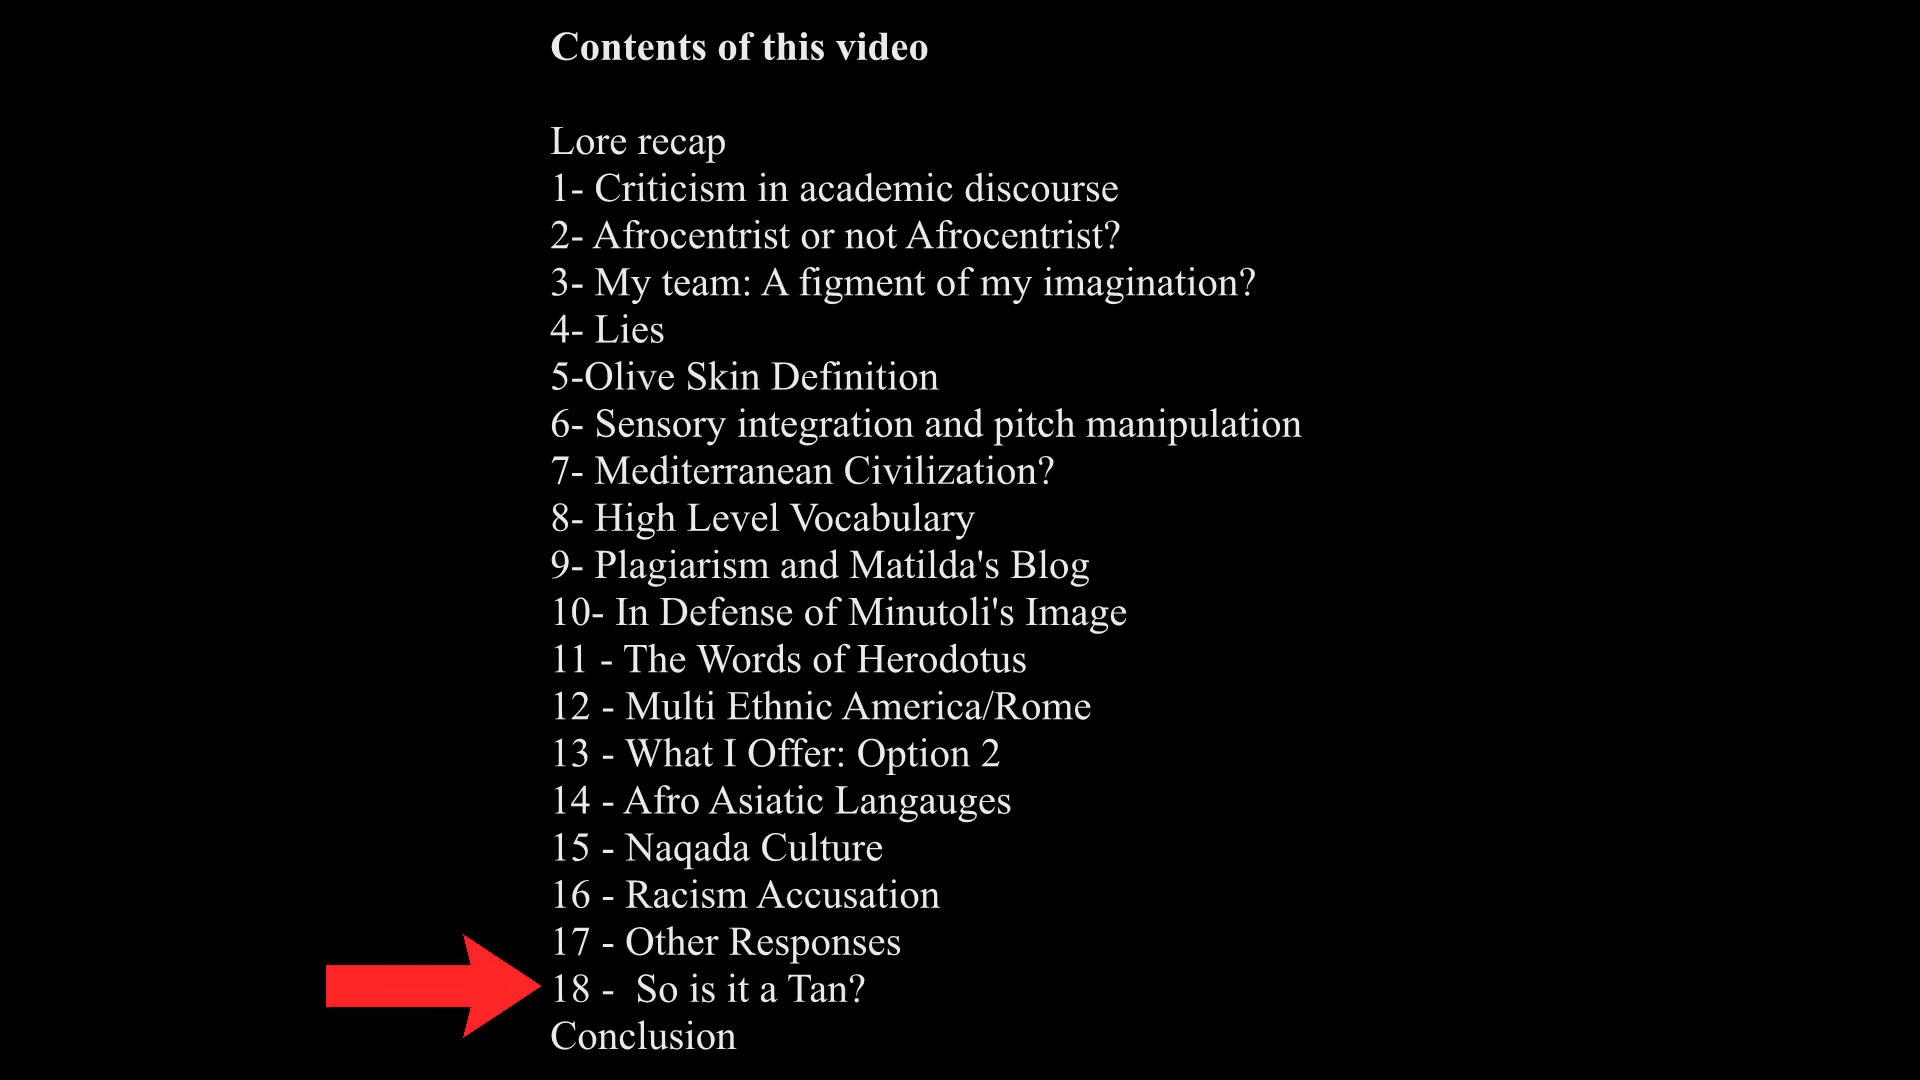 Contents of this video
Lore recap
1- Criticism in academic discourse
2- Afrocentrist or not Afrocentrist?
3- My team: A figment of my imagination?
4- Lies
5-Olive Skin Definition
6- Sensory integration and pitch manipulation
7- Mediterranean Civilization?
8- High Level Vocabulary
9- Plagiarism and Matilda's Blog
10- In Defense of Minutoli's Image
11 - The Words of Herodotus
12 - Multi Ethnic America/Rome
13 - What I Offer: Option 2
14 - Afro Asiatic Langauges
15 - Naqada Culture
16 - Racism Accusation
17 - Other Responses
18 -  So is it a Tan?
Conclusion